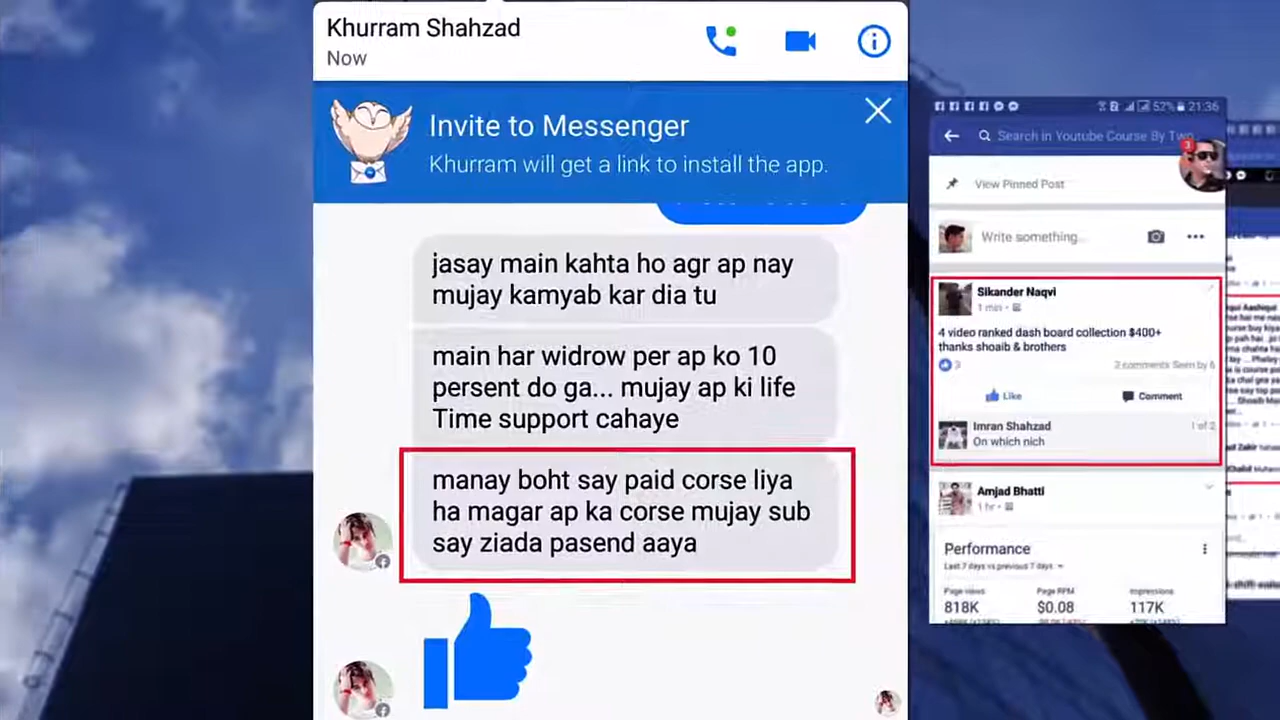 Khurram Shahzad
Now
Invite to Messenger
Khurram will get a link to install the app.
jasay main kahta ho agr ap nay
mujay kamyab kar dia tu
main har widrow per ap ko 10
persent do ga... mujay ap ki life
Time support cahaye
manay boht say paid corse liya
ha magar ap ka corse mujay sub
say ziada pasend aaya
52% 21:36
Search in Youtube Course By Two
3
View Pinned Post
Write something...
Sikander Naqvi
1 min
4 video ranked dash board collection $400+
thanks shoaib & brothers
3
2 comments Seen by 6
Like Comment
Imran Shahzad
1 of 2
On which nich
Amjad Bhatti
1 hr
Performance
Last 7 days vs previous 7 days
Page views Page RPM Impressions
818K $0.08 117K